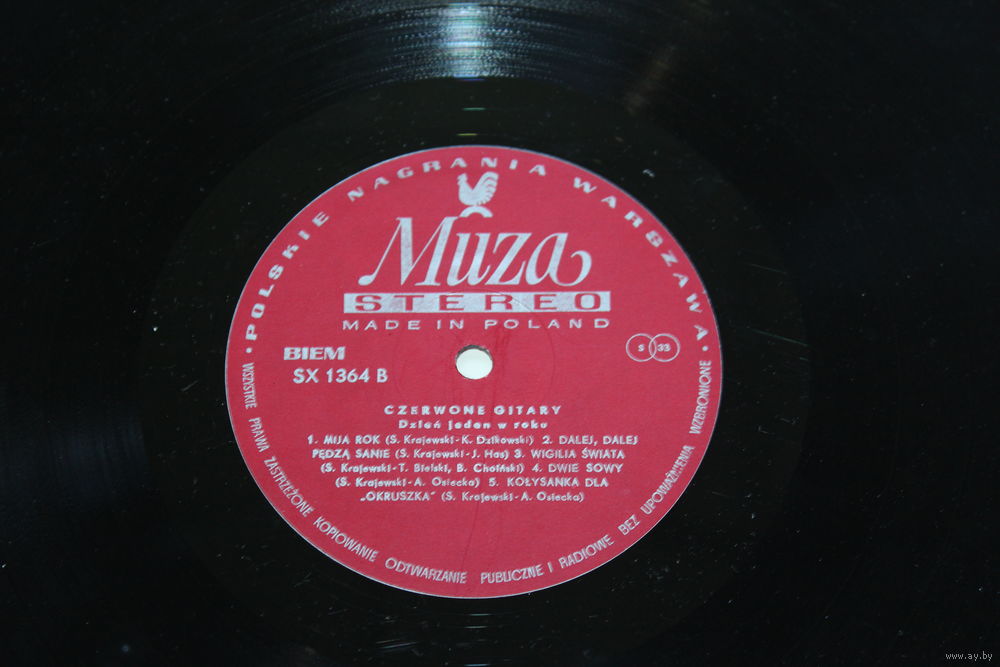 • POLSKIE NAGRANIA WARSZAWA •
Muza
STEREO
MADE IN POLAND
BIEM
SX 1364 B
S 33
CZERWONE GITARY
Dzień jeden w roku
1. MIJA ROK (S. Krajewski-K. Dzikowski) 2. DALEJ, DALEJ
PĘDZĄ SANIE (S. Krajewski-J. Has) 3. WIGILIA ŚWIATA
(S. Krajewski-T. Bielski, B. Choiński) 4. DWIE SOWY
(S. Krajewski-A. Osiecka) 5. KOŁYSANKA DLA
„OKRUSZKA" (S. Krajewski-A. Osiecka)
WSZYSTKIE PRAWA ZASTRZEŻONE KOPIOWANIE ODTWARZANIE PUBLICZNE I RADIOWE BEZ UPOWAŻNIENIA WZBRONIONE
www.ay.by